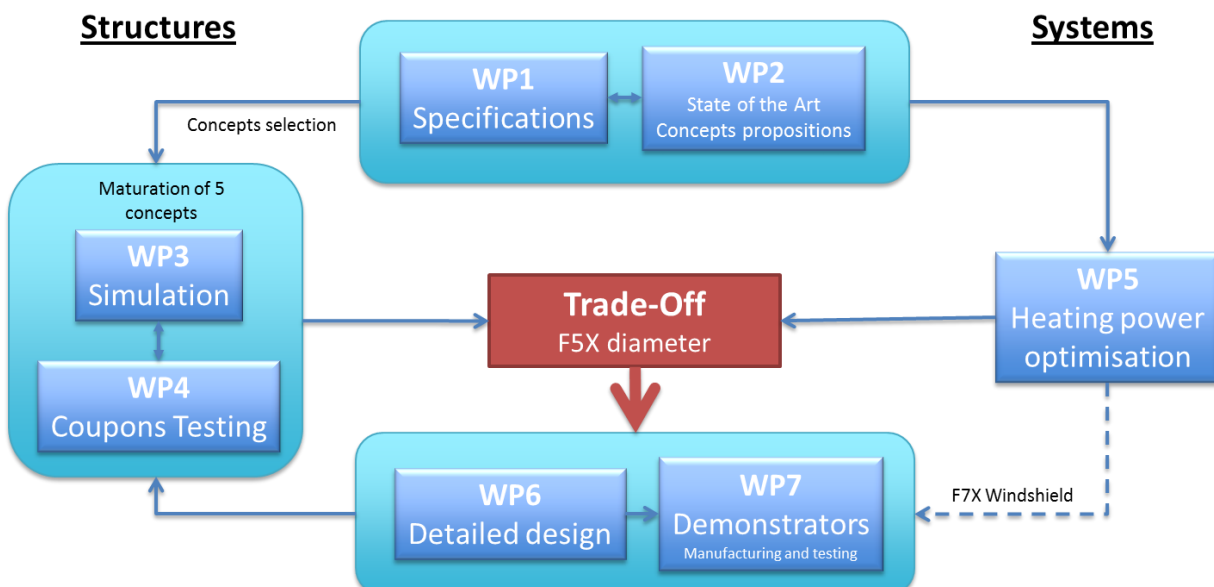 Structures
Systems
WP1
Specifications
WP2
State of the Art
Concepts propositions
Concepts selection
Maturation of 5
concepts
WP3
Simulation
WP4
Coupons Testing
Trade-Off
F5X diameter
WP5
Heating power
optimisation
F7X Windshield
WP6
Detailed design
WP7
Demonstrators
Manufacturing and testing